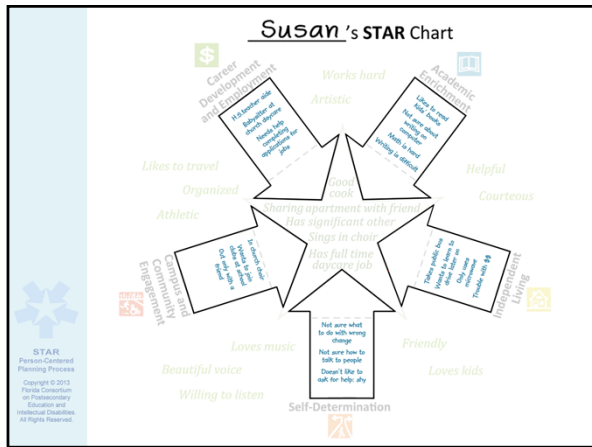 Susan 's STAR Chart
Career
Development
and Employment
H.S. teacher aide
Babysitter at
church daycare
Needs help
completing
applications for
jobs
Works hard
Artistic
Academic
Enrichment
Likes to read
kids' books
Not sure about
writing on
computer
Math is hard
Writing is difficult
Likes to travel
Organized
Athletic
Helpful
Courteous
Good
cook
Sharing apartment with friend
Has significant other
Sings in choir
Has full time
daycare job
Campus and
Community
Engagement
In church choir
Wants to join
clubs at school
Out only with a
friend
Independent
Living
Takes public bus
Wants to learn to
drive later on
Only uses
microwave
Trouble with $$
Not sure what
to do with wrong
change
Not sure how to
talk to people
Doesn't like to
ask for help: shy
Self-Determination
Loves music
Beautiful voice
Willing to listen
Friendly
Loves kids
STAR
Person-Centered
Planning Process
Copyright © 2013
Florida Consortium
on Postsecondary
Education and
Intellectual Disabilities.
All Rights Reserved.